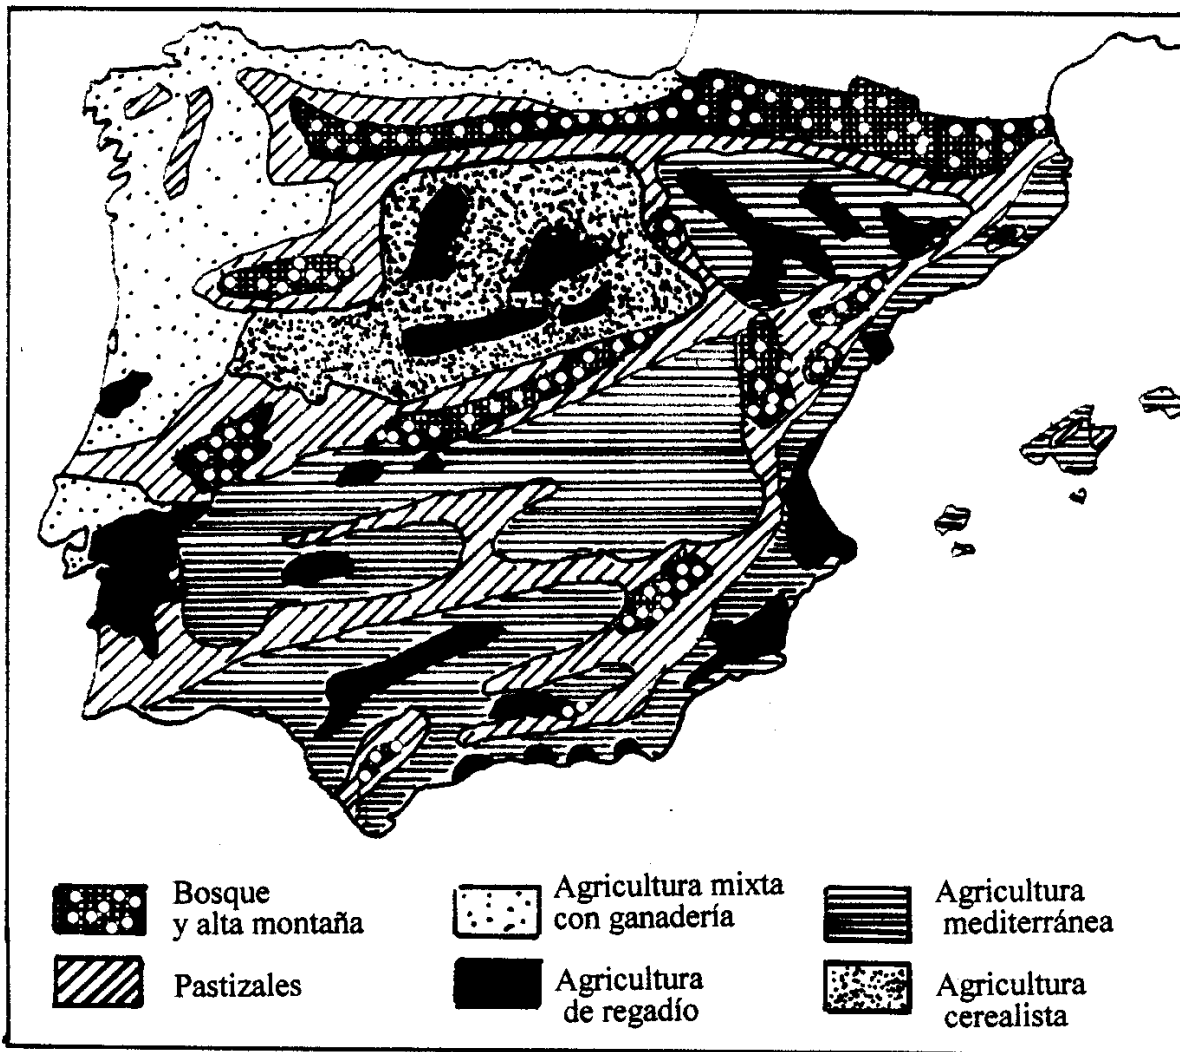 Bosque
y alta montaña
Pastizales
Agricultura mixta
con ganadería
Agricultura
de regadío
Agricultura
mediterránea
Agricultura
cerealista